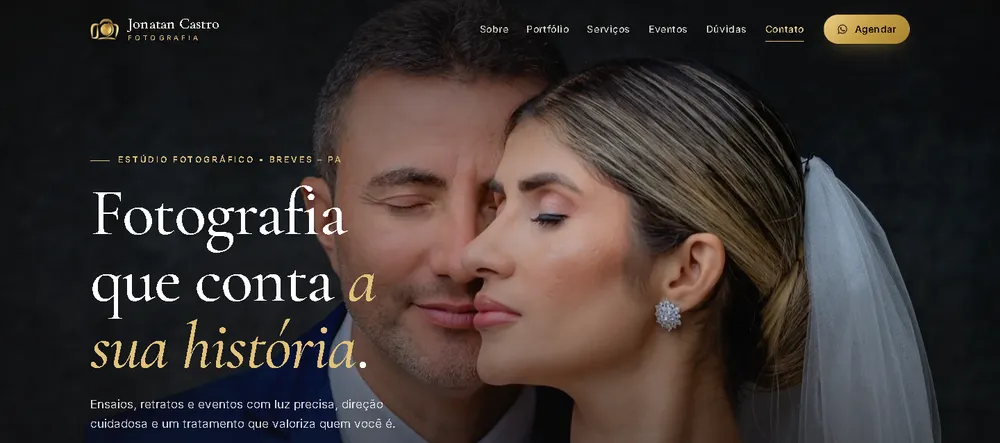 Jonatan Castro
FOTOGRAFIA
Sobre Portfólio Serviços Eventos Dúvidas Contato Agendar
ESTÚDIO FOTOGRÁFICO • BREVES – PA
Fotografia
que conta a
sua história.
Ensaios, retratos e eventos com luz precisa, direção
cuidadosa e um tratamento que valoriza quem você é.